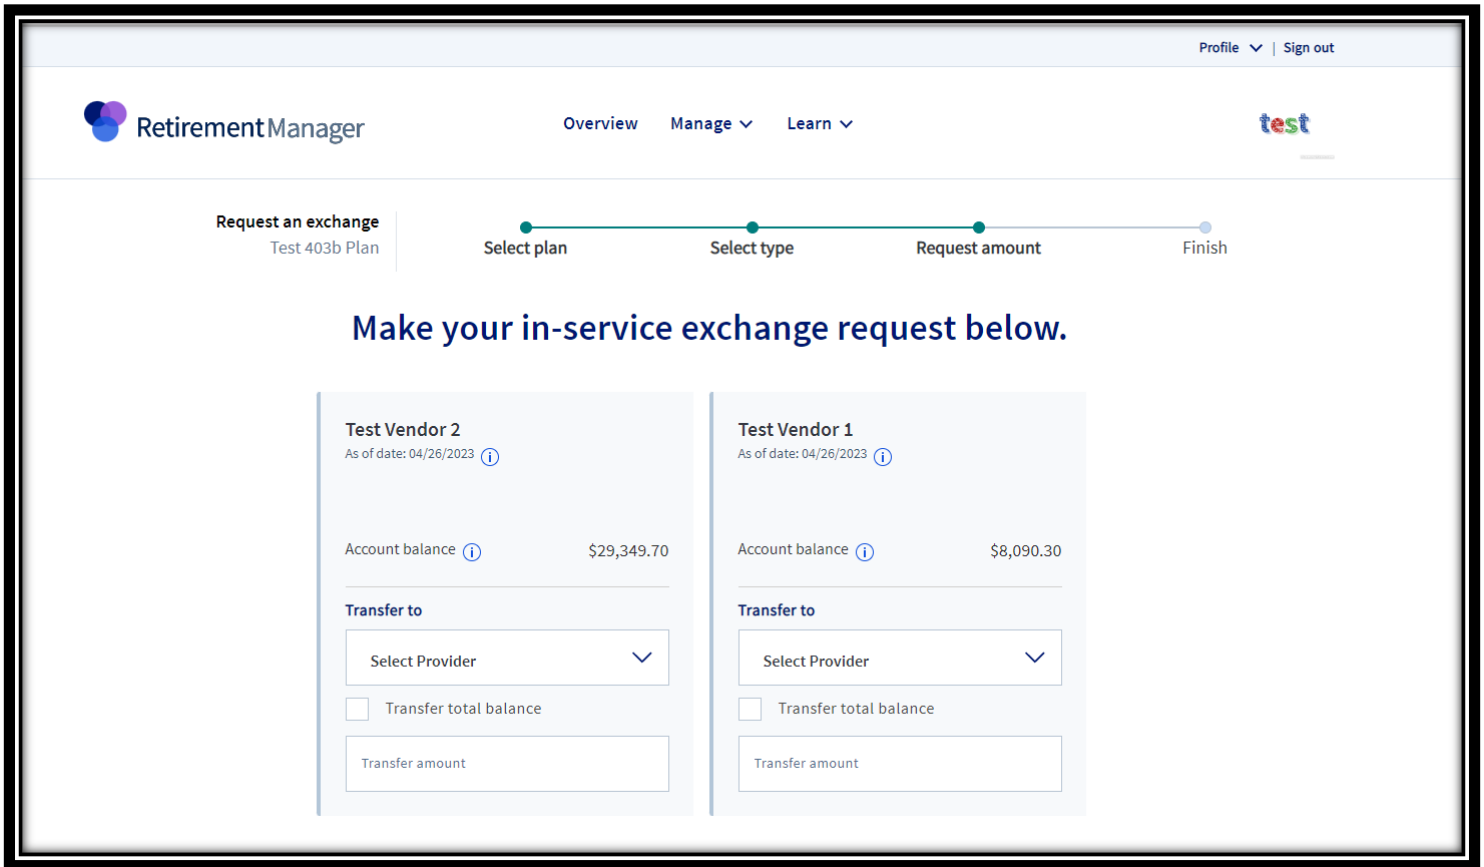 Profile | Sign out
RetirementManager
Overview Manage Learn
test
Request an exchange
Test 403b Plan
Select plan Select type Request amount Finish
Make your in-service exchange request below.
Test Vendor 2
As of date: 04/26/2023
Account balance $29,349.70
Transfer to
Select Provider
Transfer total balance
Transfer amount
Test Vendor 1
As of date: 04/26/2023
Account balance $8,090.30
Transfer to
Select Provider
Transfer total balance
Transfer amount